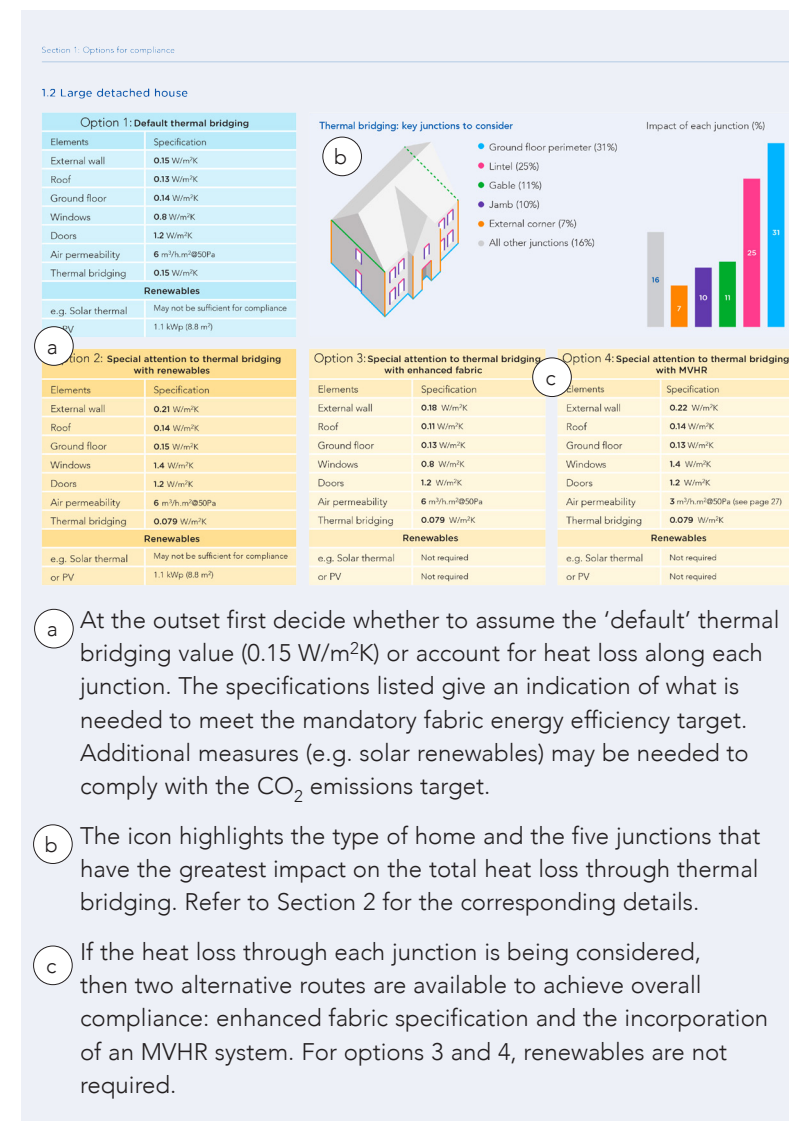 Section 1: Options for compliance
1.2 Large detached house
Option 1: Default thermal bridging
Elements Specification
External wall 0.15 W/m²K
Roof 0.13 W/m²K
Ground floor 0.14 W/m²K
Windows 0.8 W/m²K
Doors 1.2 W/m²K
Air permeability 6 m³/h.m²@50Pa
Thermal bridging 0.15 W/m²K
Renewables
e.g. Solar thermal May not be sufficient for compliance
PV 1.1 kWp (8.8 m²)
Thermal bridging: key junctions to consider
b
Ground floor perimeter (31%)
Lintel (25%)
Gable (11%)
Jamb (10%)
External corner (7%)
All other junctions (16%)
Impact of each junction (%)
16
7
10
11
25
31
a
tion 2: Special attention to thermal bridging
with renewables
Elements Specification
External wall 0.21 W/m²K
Roof 0.14 W/m²K
Ground floor 0.15 W/m²K
Windows 1.4 W/m²K
Doors 1.2 W/m²K
Air permeability 6 m³/h.m²@50Pa
Thermal bridging 0.079 W/m²K
Renewables
e.g. Solar thermal May not be sufficient for compliance
or PV 1.1 kWp (8.8 m²)
Option 3: Special attention to thermal bridging
with enhanced fabric
Elements Specification
External wall 0.18 W/m²K
Roof 0.11 W/m²K
Ground floor 0.13 W/m²K
Windows 0.8 W/m²K
Doors 1.2 W/m²K
Air permeability 6 m³/h.m²@50Pa
Thermal bridging 0.079 W/m²K
Renewables
e.g. Solar thermal Not required
or PV Not required
c
Option 4: Special attention to thermal bridging
with MVHR
Elements Specification
External wall 0.22 W/m²K
Roof 0.14 W/m²K
Ground floor 0.13 W/m²K
Windows 1.4 W/m²K
Doors 1.2 W/m²K
Air permeability 3 m³/h.m²@50Pa (see page 27)
Thermal bridging 0.079 W/m²K
Renewables
e.g. Solar thermal Not required
or PV Not required
a At the outset first decide whether to assume the ‘default’ thermal
bridging value (0.15 W/m²K) or account for heat loss along each
junction. The specifications listed give an indication of what is
needed to meet the mandatory fabric energy efficiency target.
Additional measures (e.g. solar renewables) may be needed to
comply with the CO₂ emissions target.
b The icon highlights the type of home and the five junctions that
have the greatest impact on the total heat loss through thermal
bridging. Refer to Section 2 for the corresponding details.
c If the heat loss through each junction is being considered,
then two alternative routes are available to achieve overall
compliance: enhanced fabric specification and the incorporation
of an MVHR system. For options 3 and 4, renewables are not
required.